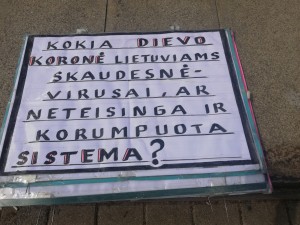 KOKIA DIEVO
KORONĖ LIETUVIAMS
SKAUDESNĖ-
VIRUSAI, AR
NETEISINGA IR
KORUMPUOTA
SISTEMA?